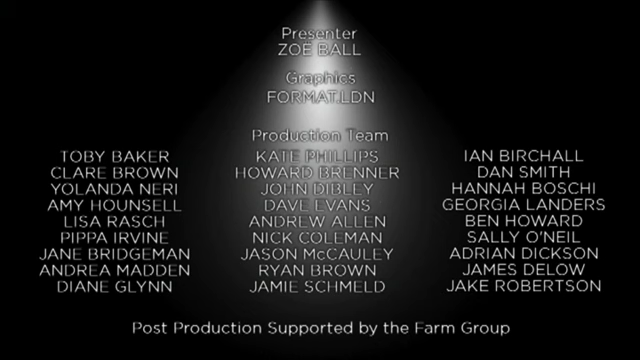 Presenter
ZOË BALL
Graphics
FORMAT.LDN
Production Team
TOBY BAKER
CLARE BROWN
YOLANDA NERI
AMY HOUNSELL
LISA RASCH
PIPPA IRVINE
JANE BRIDGEMAN
ANDREA MADDEN
DIANE GLYNN
KATE PHILLIPS
HOWARD BRENNER
JOHN DIBLEY
DAVE EVANS
ANDREW ALLEN
NICK COLEMAN
JASON McCAULEY
RYAN BROWN
JAMIE SCHMELD
IAN BIRCHALL
DAN SMITH
HANNAH BOSCHI
GEORGIA LANDERS
BEN HOWARD
SALLY O'NEIL
ADRIAN DICKSON
JAMES DELOW
JAKE ROBERTSON
Post Production Supported by the Farm Group